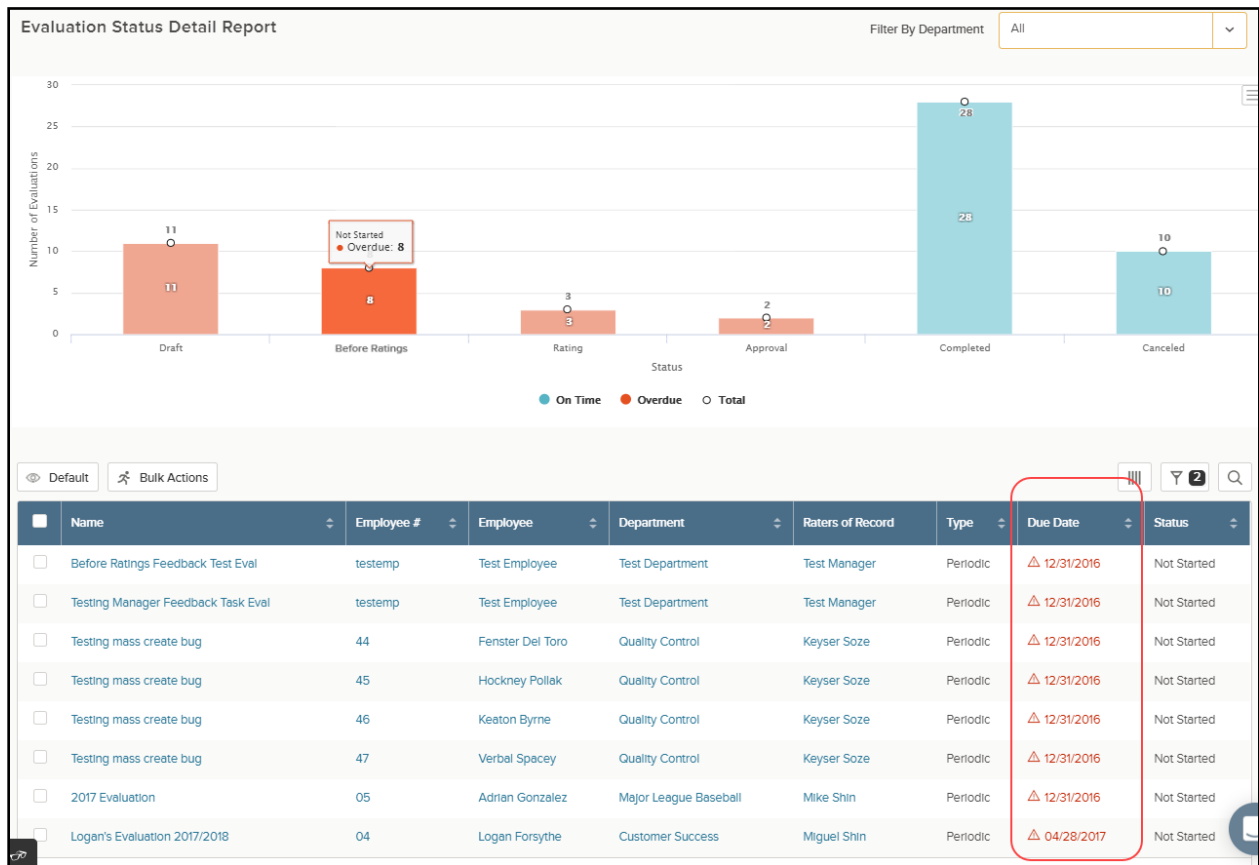 Evaluation Status Detail Report
Filter By Department All
30
25
20
15
10
5
0
Number of Evaluations
11
11
Not Started
Overdue: 8
8
3
3
2
2
28
28
10
10
Draft Before Ratings Rating Approval Completed Canceled
Status
On Time Overdue Total
Default Bulk Actions 2
Name Employee # Employee Department Raters of Record Type Due Date Status
Before Ratings Feedback Test Eval testemp Test Employee Test Department Test Manager Periodic 12/31/2016 Not Started
Testing Manager Feedback Task Eval testemp Test Employee Test Department Test Manager Periodic 12/31/2016 Not Started
Testing mass create bug 44 Fenster Del Toro Quality Control Keyser Soze Periodic 12/31/2016 Not Started
Testing mass create bug 45 Hockney Pollak Quality Control Keyser Soze Periodic 12/31/2016 Not Started
Testing mass create bug 46 Keaton Byrne Quality Control Keyser Soze Periodic 12/31/2016 Not Started
Testing mass create bug 47 Verbal Spacey Quality Control Keyser Soze Periodic 12/31/2016 Not Started
2017 Evaluation 05 Adrian Gonzalez Major League Baseball Mike Shin Periodic 12/31/2016 Not Started
Logan's Evaluation 2017/2018 04 Logan Forsythe Customer Success Miguel Shin Periodic 04/28/2017 Not Started